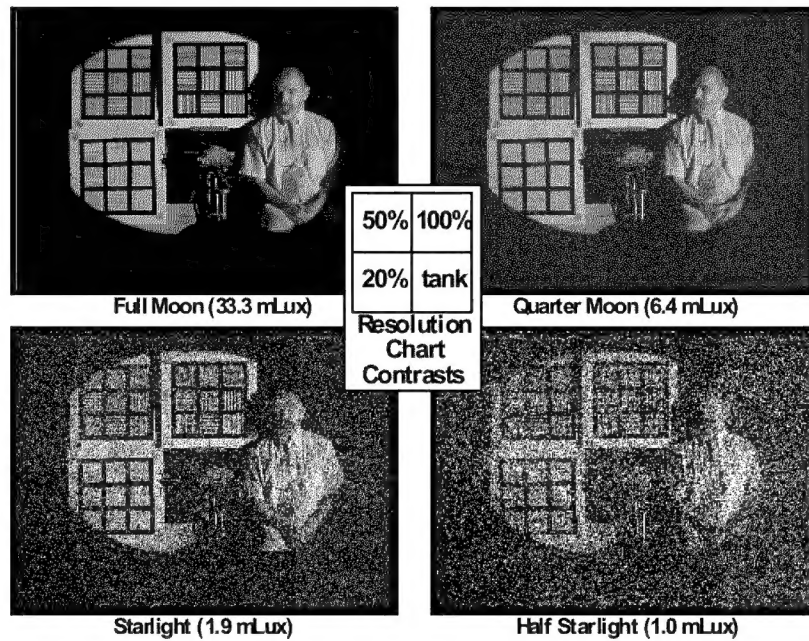 50% 100%
20% tank
Resolution
Chart
Contrasts
Full Moon (33.3 mLux)
Quarter Moon (6.4 mLux)
Starlight (1.9 mLux)
Half Starlight (1.0 mLux)